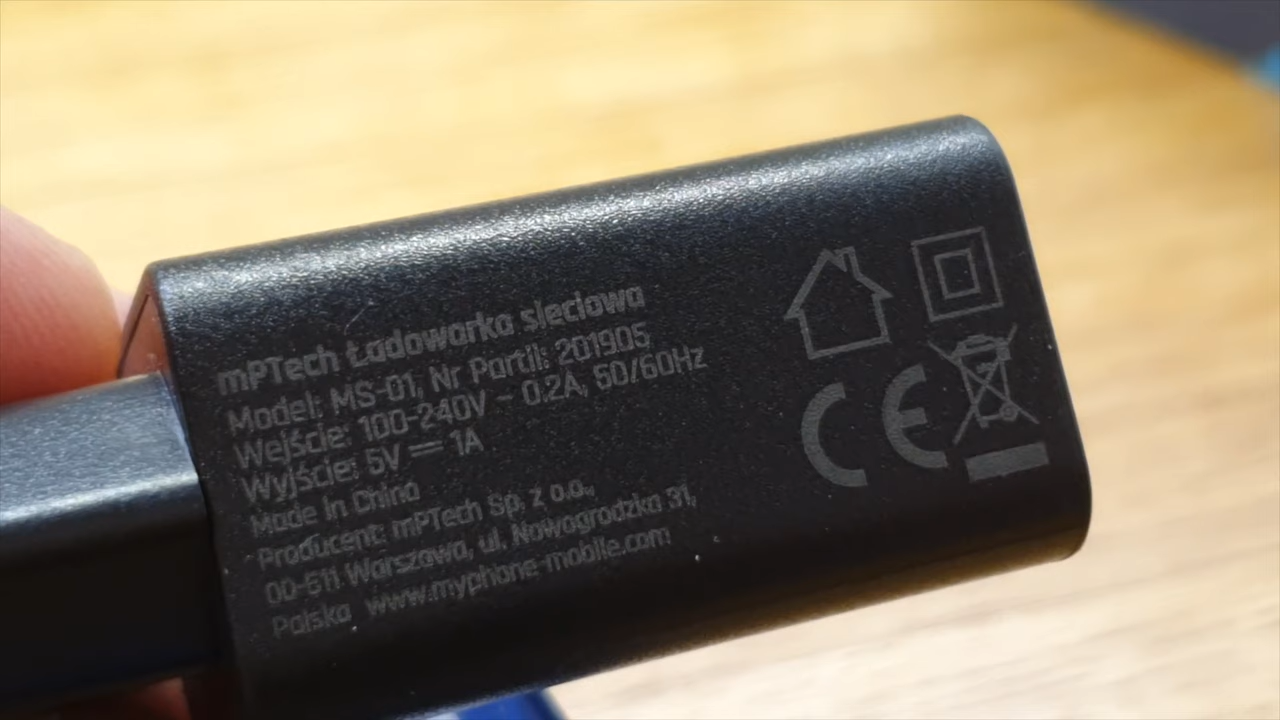 mPTech Ładowarka sieciowa
Model: MS-01, Nr Partii: 201905
Wejście: 100-240V ~ 0.2A, 50/60Hz
Wyjście: 5V ⎓ 1A
Made in China
Producent: mPTech Sp. z o.o.,
00-511 Warszawa, ul. Nowogrodzka 31,
Polska www.myphone-mobile.com
CE